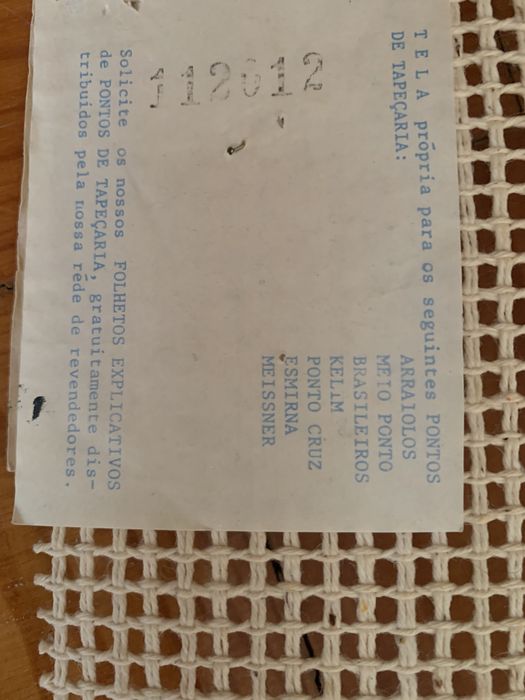 TELA própria para os seguintes PONTOS
DE TAPEÇARIA:
ARRAIOLOS
MEIO PONTO
BRASILEIROS
KELIM
PONTO CRUZ
ESMIRNA
MEISSNER
Solicite os nossos FOLHETOS EXPLICATIVOS
de PONTOS DE TAPEÇARIA, gratuitamente dis-
tribuídos pela nossa rêde de revendedores.